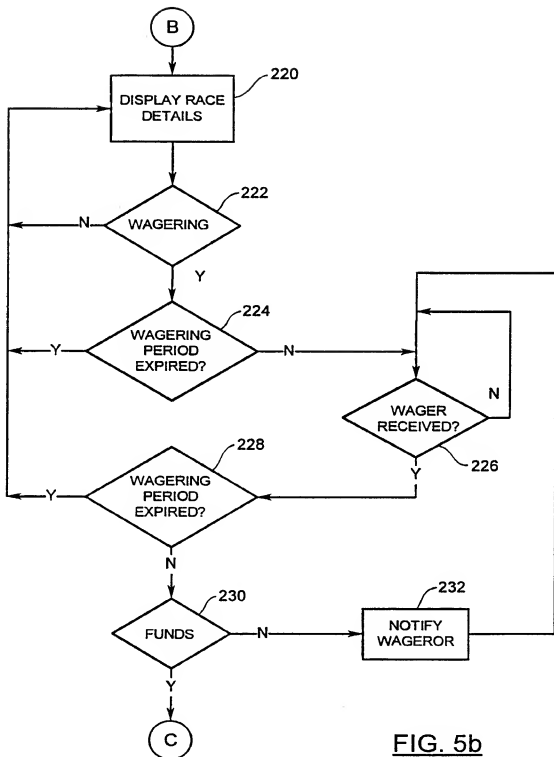 B
220
DISPLAY RACE
DETAILS
222
N
WAGERING
Y
224
Y
WAGERING
PERIOD
EXPIRED?
N
N
WAGER
RECEIVED?
226
Y
228
Y
WAGERING
PERIOD
EXPIRED?
N
230
FUNDS
N
232
NOTIFY
WAGEROR
Y
C
FIG. 5b